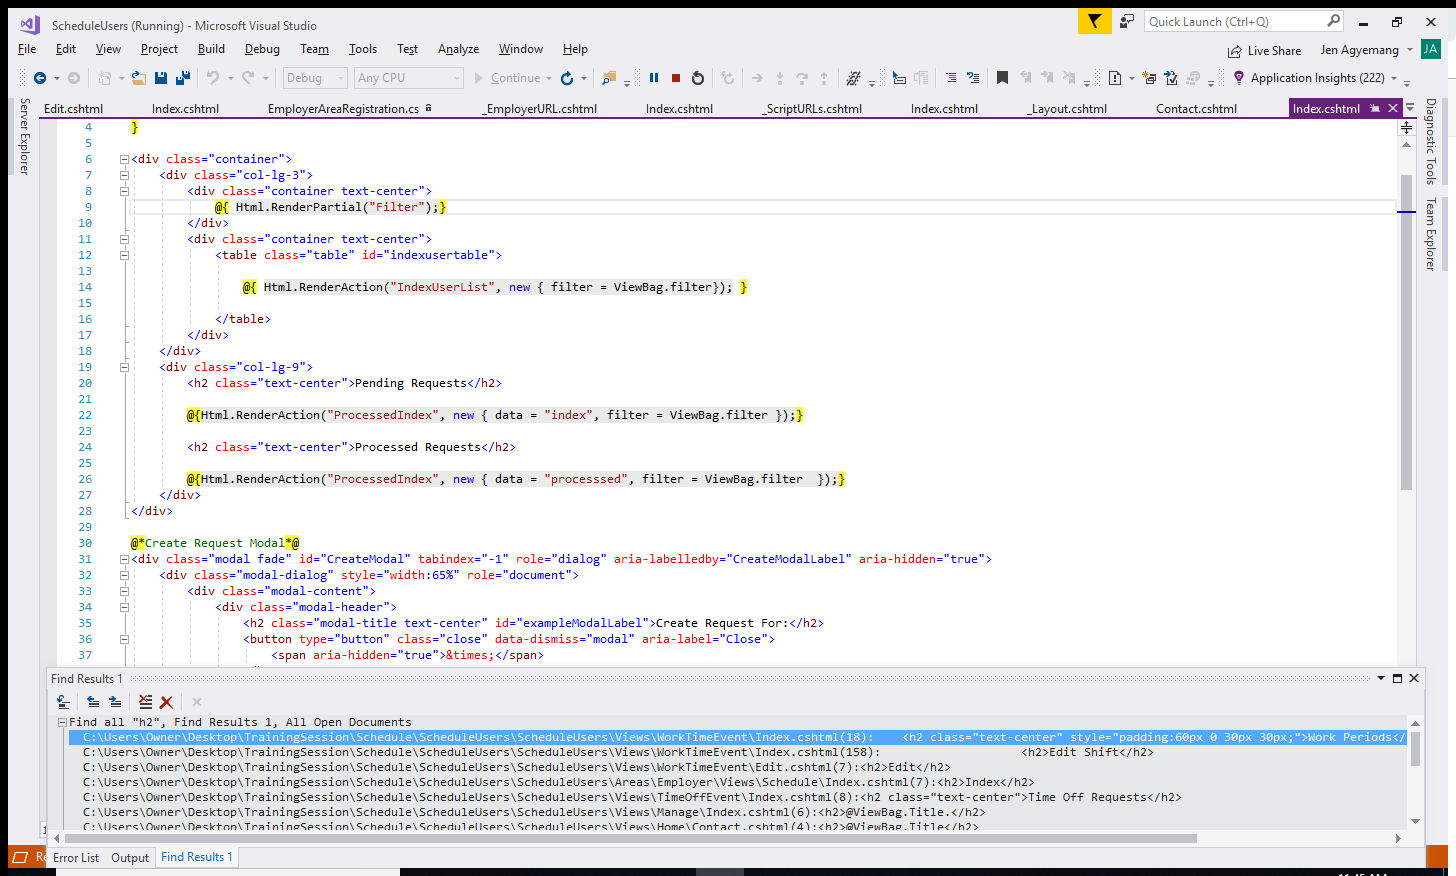 ScheduleUsers (Running) - Microsoft Visual Studio
Quick Launch (Ctrl+Q)
File Edit View Project Build Debug Team Tools Test Analyze Window Help
Live Share Jen Agyemang JA
Debug Any CPU Continue Application Insights (222)
Server Explorer
Edit.cshtml Index.cshtml EmployerAreaRegistration.cs _EmployerURL.cshtml Index.cshtml _ScriptURLs.cshtml Index.cshtml _Layout.cshtml Contact.cshtml Index.cshtml
Diagnostic Tools
Team Explorer
4 }
5
6 <div class="container">
7 <div class="col-lg-3">
8 <div class="container text-center">
9 @{ Html.RenderPartial("Filter");}
10 </div>
11 <div class="container text-center">
12 <table class="table" id="indexusertable">
13
14 @{ Html.RenderAction("IndexUserList", new { filter = ViewBag.filter}); }
15
16 </table>
17 </div>
18 </div>
19 <div class="col-lg-9">
20 <h2 class="text-center">Pending Requests</h2>
21
22 @{Html.RenderAction("ProcessedIndex", new { data = "index", filter = ViewBag.filter });}
23
24 <h2 class="text-center">Processed Requests</h2>
25
26 @{Html.RenderAction("ProcessedIndex", new { data = "processsed", filter = ViewBag.filter  });}
27 </div>
28 </div>
29
30 @*Create Request Modal*@
31 <div class="modal fade" id="CreateModal" tabindex="-1" role="dialog" aria-labelledby="CreateModalLabel" aria-hidden="true">
32 <div class="modal-dialog" style="width:65%" role="document">
33 <div class="modal-content">
34 <div class="modal-header">
35 <h2 class="modal-title text-center" id="exampleModalLabel">Create Request For:</h2>
36 <button type="button" class="close" data-dismiss="modal" aria-label="Close">
37 <span aria-hidden="true">&times;</span>
Find Results 1
Find all "h2", Find Results 1, All Open Documents
C:\Users\Owner\Desktop\TrainingSession\Schedule\ScheduleUsers\ScheduleUsers\Views\WorkTimeEvent\Index.cshtml(18): <h2 class="text-center" style="padding:60px 0 30px 30px;">Work Periods</
C:\Users\Owner\Desktop\TrainingSession\Schedule\ScheduleUsers\ScheduleUsers\Views\WorkTimeEvent\Index.cshtml(158): <h2>Edit Shift</h2>
C:\Users\Owner\Desktop\TrainingSession\Schedule\ScheduleUsers\ScheduleUsers\Views\WorkTimeEvent\Edit.cshtml(7):<h2>Edit</h2>
C:\Users\Owner\Desktop\TrainingSession\Schedule\ScheduleUsers\ScheduleUsers\Areas\Employer\Views\Schedule\Index.cshtml(7):<h2>Index</h2>
C:\Users\Owner\Desktop\TrainingSession\Schedule\ScheduleUsers\ScheduleUsers\Views\TimeOffEvent\Index.cshtml(8):<h2 class="text-center">Time Off Requests</h2>
C:\Users\Owner\Desktop\TrainingSession\Schedule\ScheduleUsers\ScheduleUsers\Views\Manage\Index.cshtml(6):<h2>@ViewBag.Title.</h2>
C:\Users\Owner\Desktop\TrainingSession\Schedule\ScheduleUsers\ScheduleUsers\Views\Home\Contact.cshtml(4):<h2>@ViewBag.Title</h2>
Error List Output Find Results 1